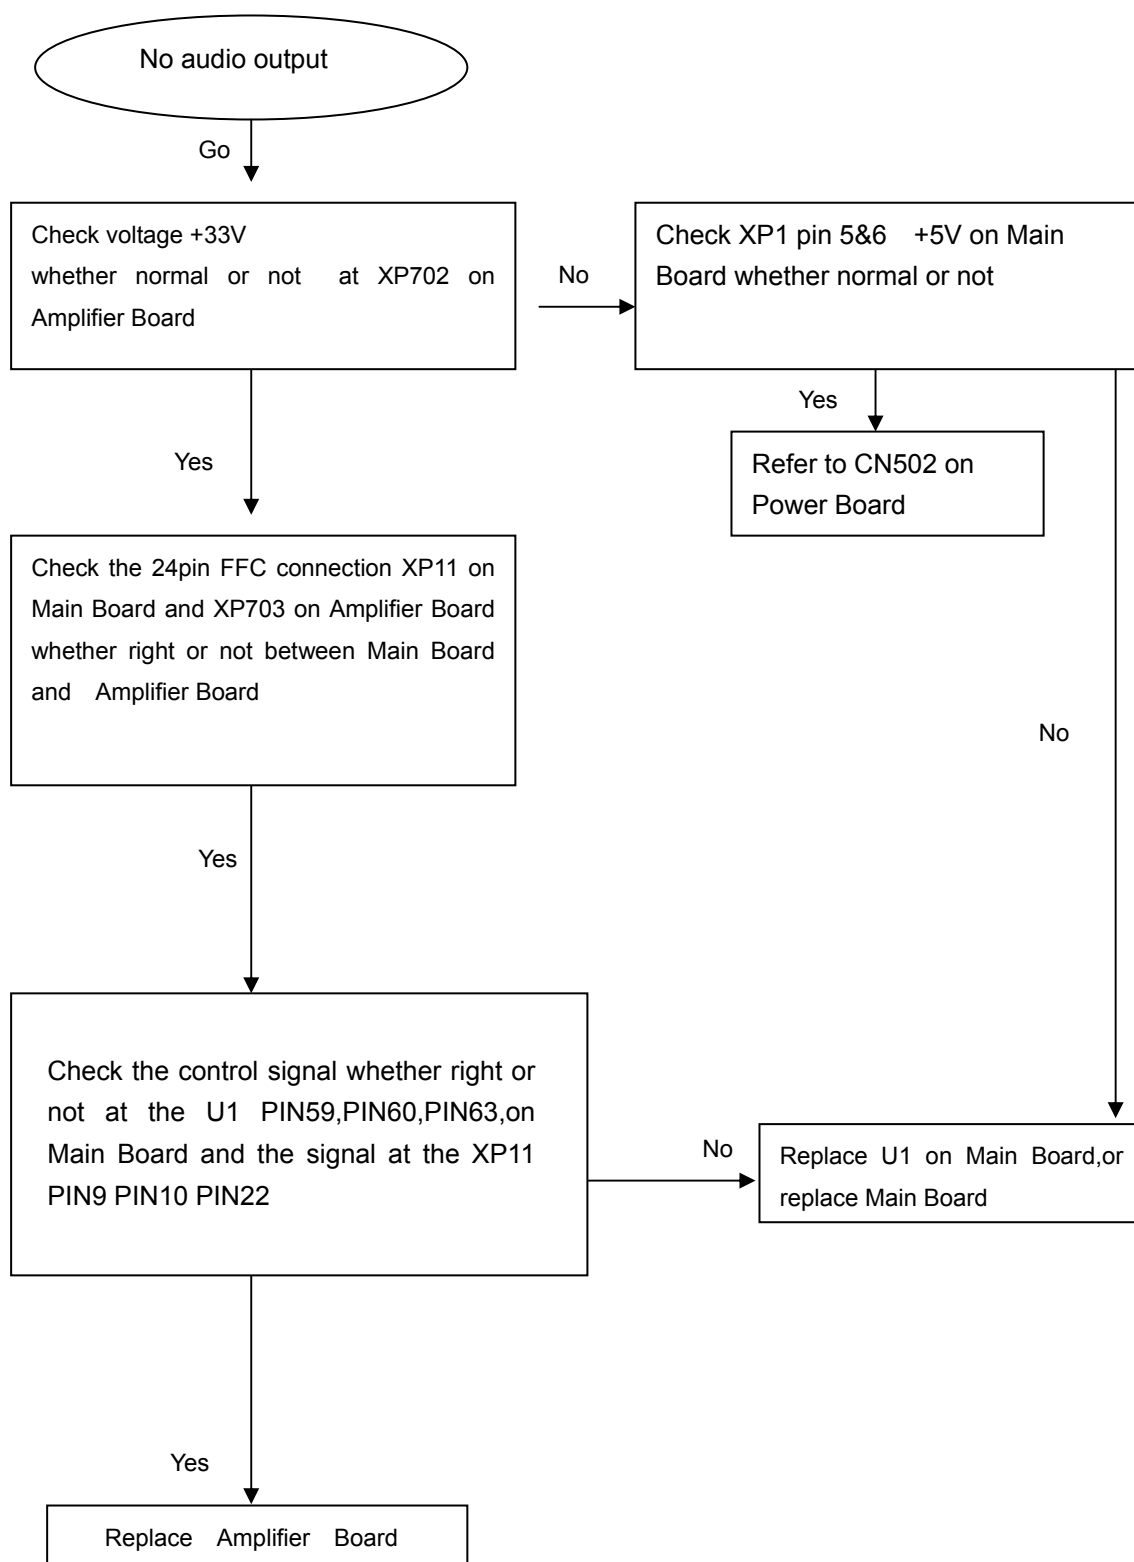 No audio output
Go
Check voltage +33V
whether normal or not at XP702 on
Amplifier Board
No
Check XP1 pin 5&6 +5V on Main
Board whether normal or not
Yes
Refer to CN502 on
Power Board
Yes
Check the 24pin FFC connection XP11 on
Main Board and XP703 on Amplifier Board
whether right or not between Main Board
and Amplifier Board
No
Yes
Check the control signal whether right or
not at the U1 PIN59,PIN60,PIN63,on
Main Board and the signal at the XP11
PIN9 PIN10 PIN22
No
Replace U1 on Main Board,or
replace Main Board
Yes
Replace Amplifier Board